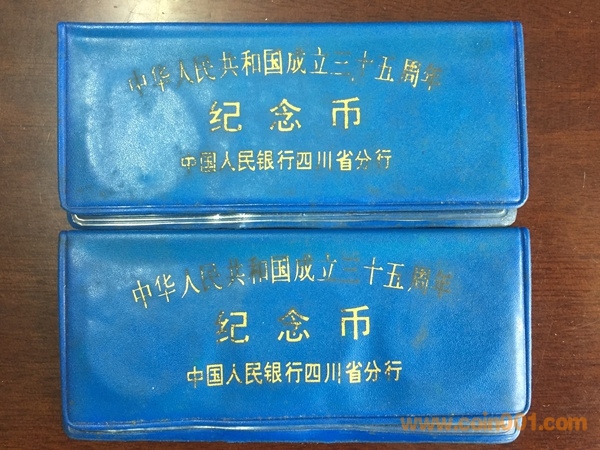 中华人民共和国成立三十五周年
纪念币
中国人民银行四川省分行
中华人民共和国成立三十五周年
纪念币
中国人民银行四川省分行
www.coin001.com